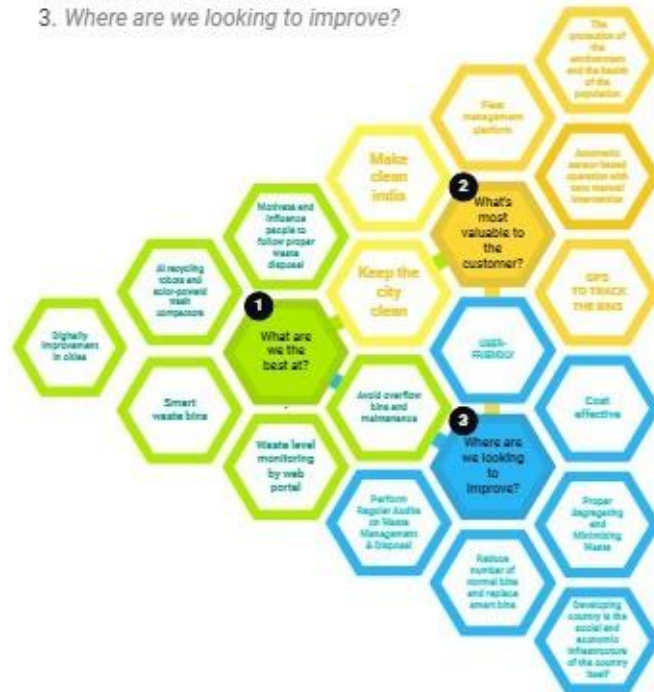 3. Where are we looking to improve?
The
protection of
the
environment
and the health
of the
population
Fleet
management
platform
Make
clean
india
Automatic
sensor-based
operation with
zero manual
intervention
2
What's
most
valuable to
the
customer?
Motivate and
influence
people to
follow proper
waste
disposal
Keep the
city
clean
GPS
TO TRACK
THE BINS
AI recycling
robots and
solar-powerd
trash
compactors
1
What are
we the
best at?
USER-
FRIENDLY
Digitally
improvement
in cities
Smart
waste bins
Avoid overflow
bins and
maintenance
Cost
effective
3
Where are
we looking
to
improve?
Waste level
monitoring
by web
portal
Perform
Regular Audits
on Waste
Management
& Disposal
Proper
Segregating
and
Minimizing
Waste
Reduce
number of
normal bins
and replace
smart bins
Developing
country is the
social and
economic
infrastructure
of the country
itself